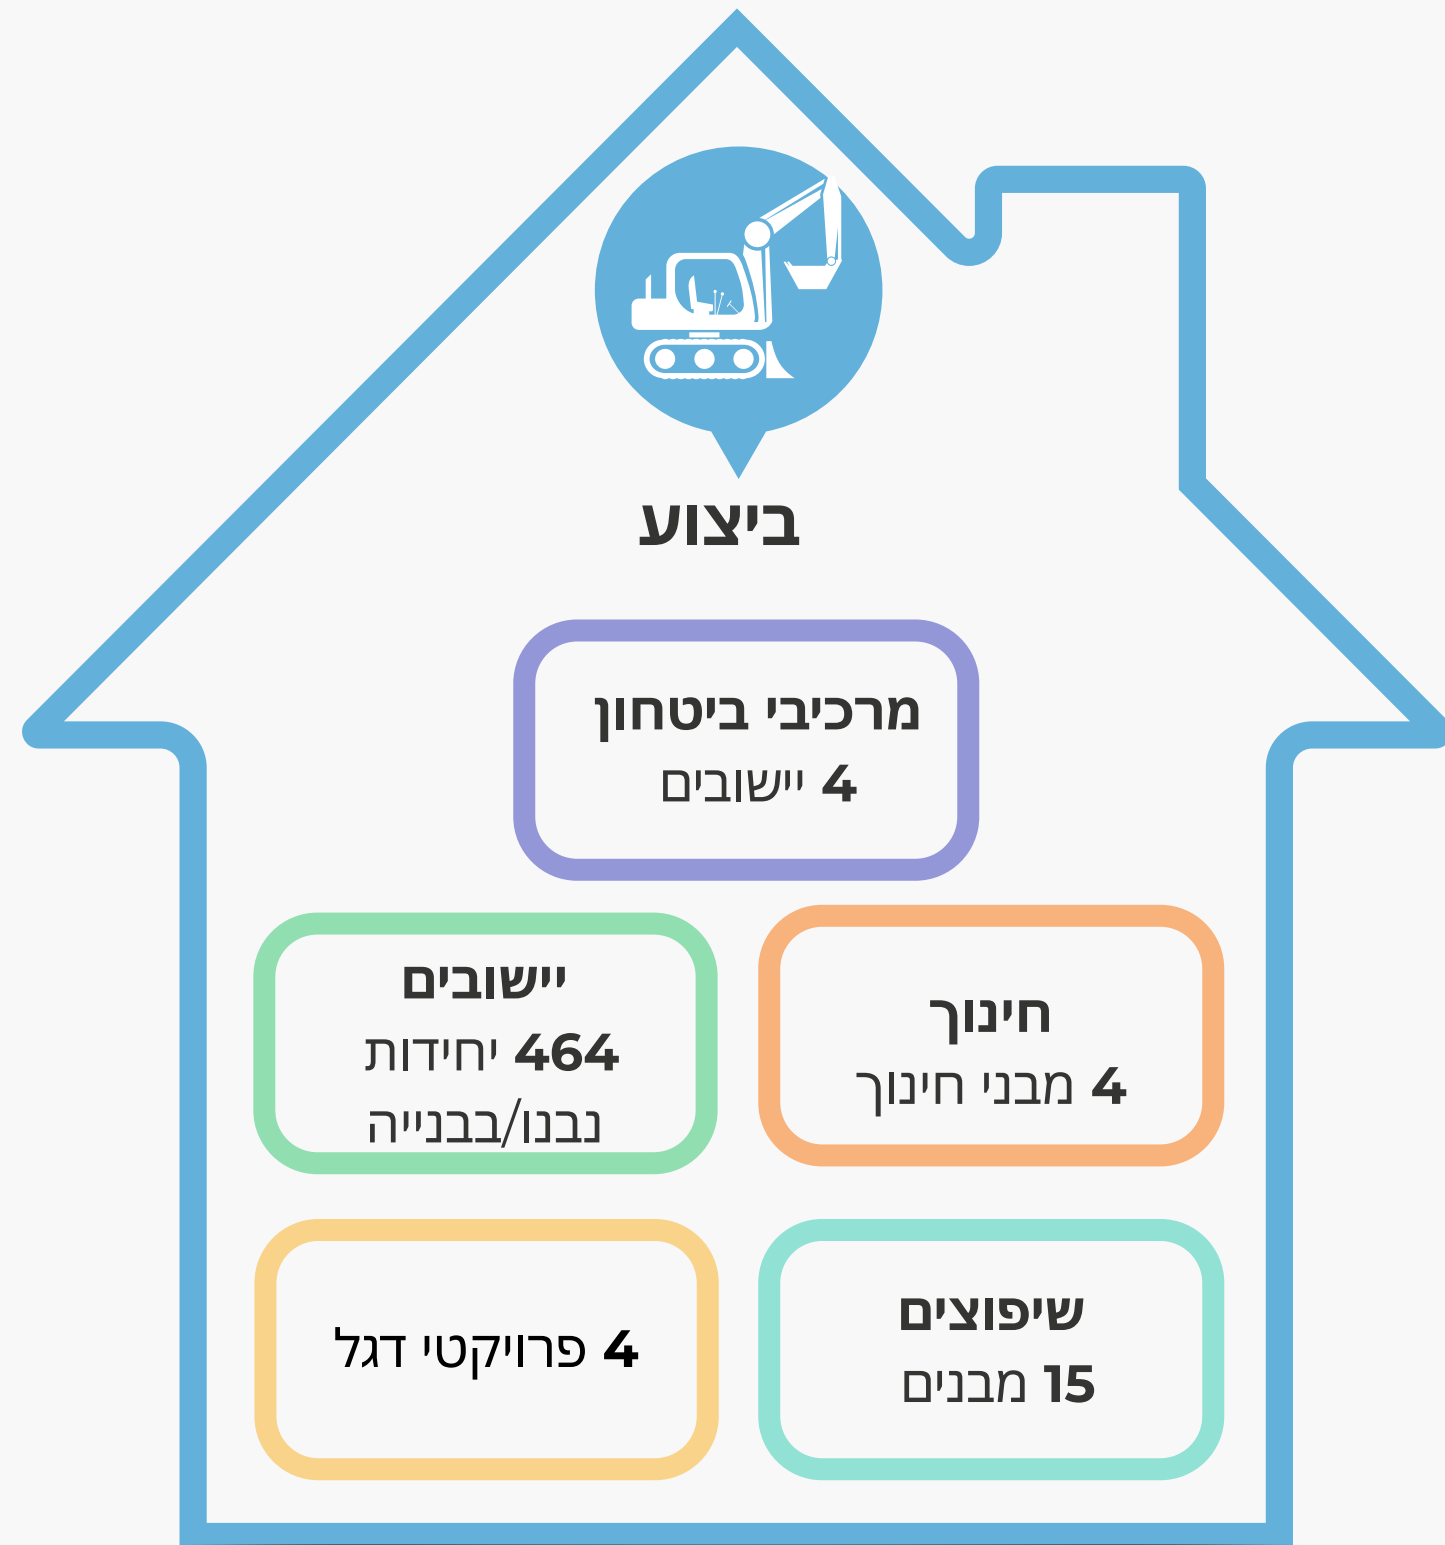 ביצוע
מרכיבי ביטחון
4 יישובים
חינוך
4 מבני חינוך
יישובים
464 יחידות
נבנו/בבנייה
שיפוצים
15 מבנים
4 פרויקטי דגל